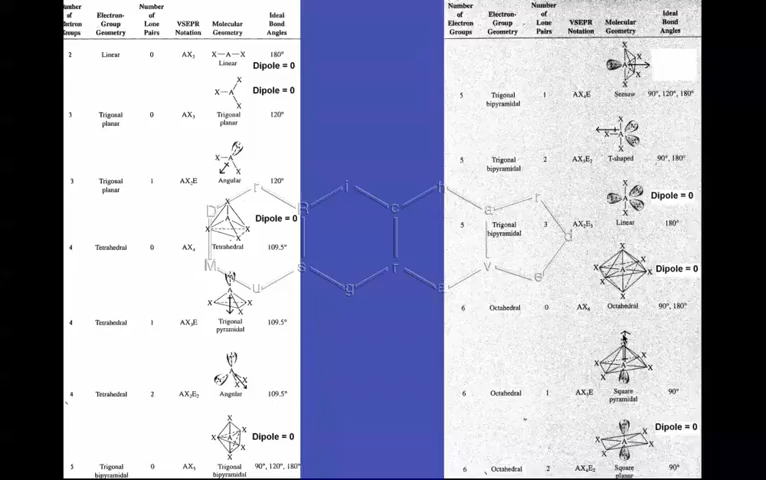 Number of Electron Groups
Electron-Group Geometry
Number of Lone Pairs
VSEPR Notation
Molecular Geometry
Ideal Bond Angles
2 Linear 0 AX₂ X—A—X 180°
Linear Dipole = 0
X
X—A Dipole = 0
X
3 Trigonal planar 0 AX₃ Trigonal planar 120°
X—A
X
3 Trigonal planar 1 AX₂E Angular 120°
X
A Dipole = 0
X X
X
4 Tetrahedral 0 AX₄ Tetrahedral 109.5°
A
X X
X
4 Tetrahedral 1 AX₃E Trigonal pyramidal 109.5°
A
X
4 Tetrahedral 2 AX₂E₂ Angular 109.5°
X
X A X Dipole = 0
X
X
5 Trigonal bipyramidal 0 AX₅ Trigonal bipyramidal 90°, 120°, 180°
Number of Electron Groups
Electron-Group Geometry
Number of Lone Pairs
VSEPR Notation
Molecular Geometry
Ideal Bond Angles
X
A X
X
X
5 Trigonal bipyramidal 1 AX₄E Seesaw 90°, 120°, 180°
X
X—A
X
5 Trigonal bipyramidal 2 AX₃E₂ T-shaped 90°, 180°
X
A Dipole = 0
X
5 Trigonal bipyramidal 3 AX₂E₃ Linear 180°
X
X X
A Dipole = 0
X X
X
6 Octahedral 0 AX₆ Octahedral 90°, 180°
X
X X
A
X X
6 Octahedral 1 AX₅E Square pyramidal 90°
X X
A Dipole = 0
X X
6 Octahedral 2 AX₄E₂ Square planar 90°
D r R i c h a r d
M u s g r a v e